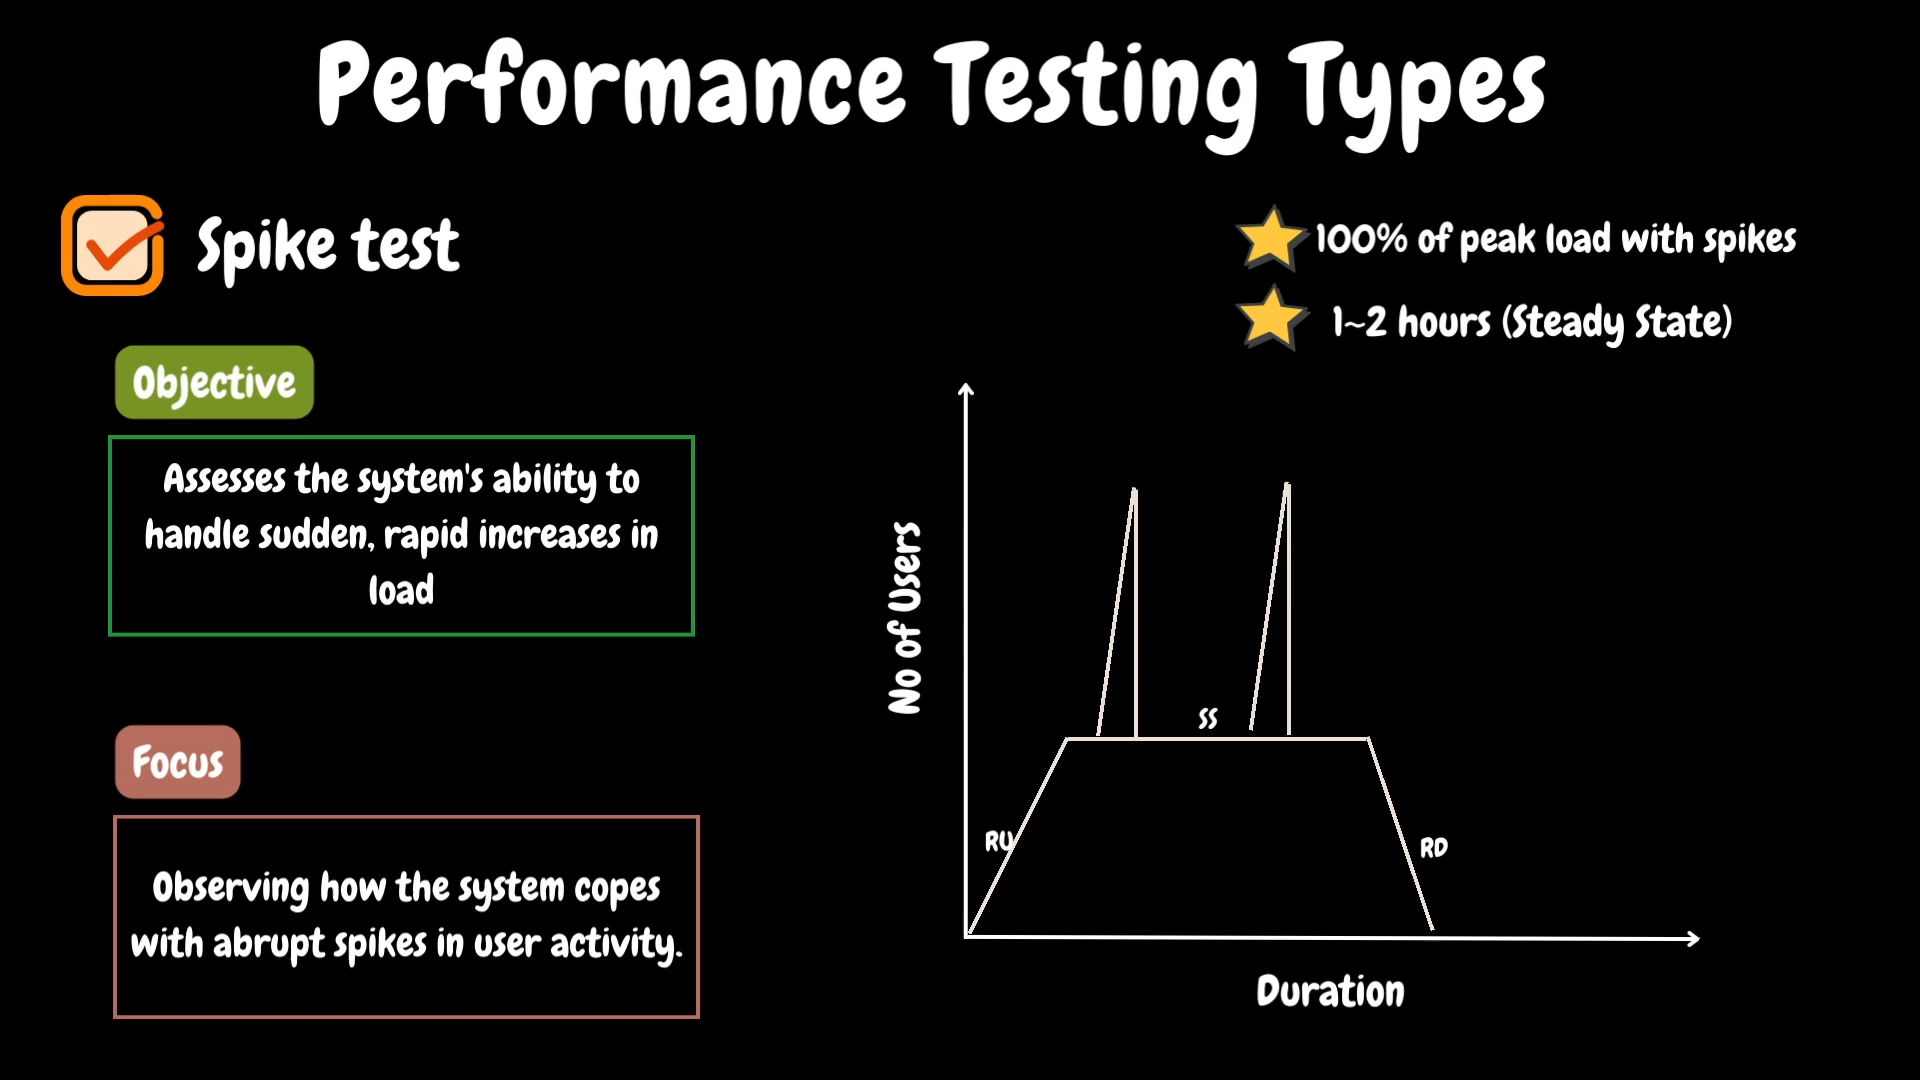 Performance Testing Types
Spike test
100% of peak load with spikes
1~2 hours (Steady State)
Objective
Assesses the system's ability to
handle sudden, rapid increases in
load
Focus
Observing how the system copes
with abrupt spikes in user activity.
No of Users
SS
RU
RD
Duration